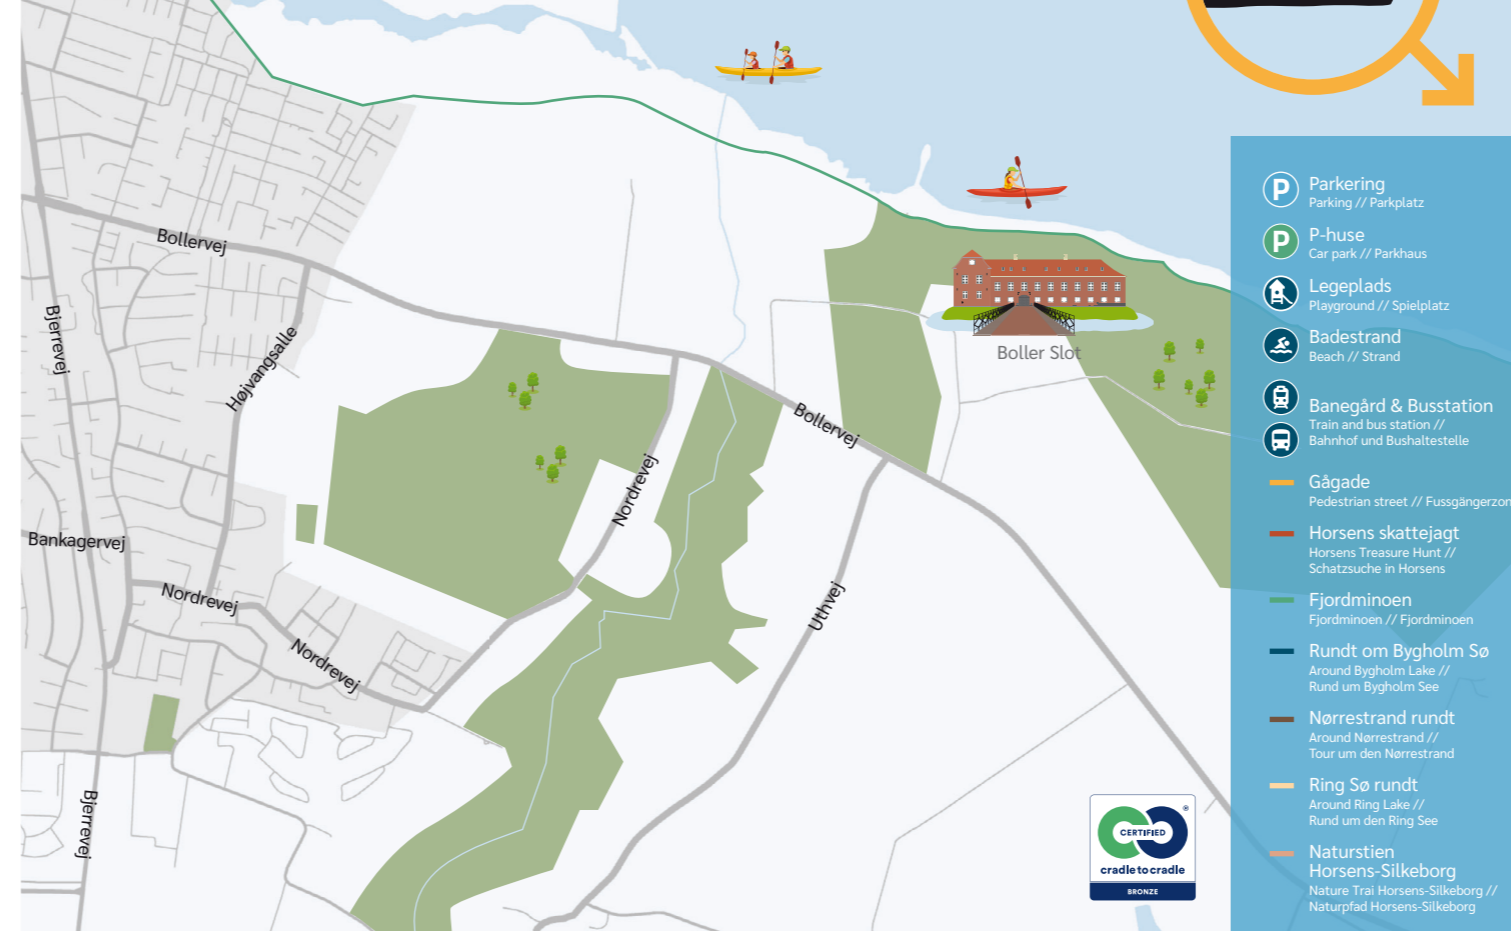 Bollervej
Bjerrevej
Højvangsalle
Boller Slot
Bollervej
Nordrevej
Bankagervej
Nordrevej
Uthvej
Nordrevej
Bjerrevej
CERTIFIED
®
cradle to cradle
BRONZE
P Parkering
Parking // Parkplatz
P P-huse
Car park // Parkhaus
Legeplads
Playground // Spielplatz
Badestrand
Beach // Strand
Banegård & Busstation
Train and bus station //
Bahnhof und Bushaltestelle
Gågade
Pedestrian street // Fussgängerzon
Horsens skattejagt
Horsens Treasure Hunt //
Schatzsuche in Horsens
Fjordminoen
Fjordminoen // Fjordminoen
Rundt om Bygholm Sø
Around Bygholm Lake //
Rund um Bygholm See
Nørrestrand rundt
Around Nørrestrand //
Tour um den Nørrestrand
Ring Sø rundt
Around Ring Lake //
Rund um den Ring See
Naturstien
Horsens-Silkeborg
Nature Trai Horsens-Silkeborg //
Naturpfad Horsens-Silkeborg